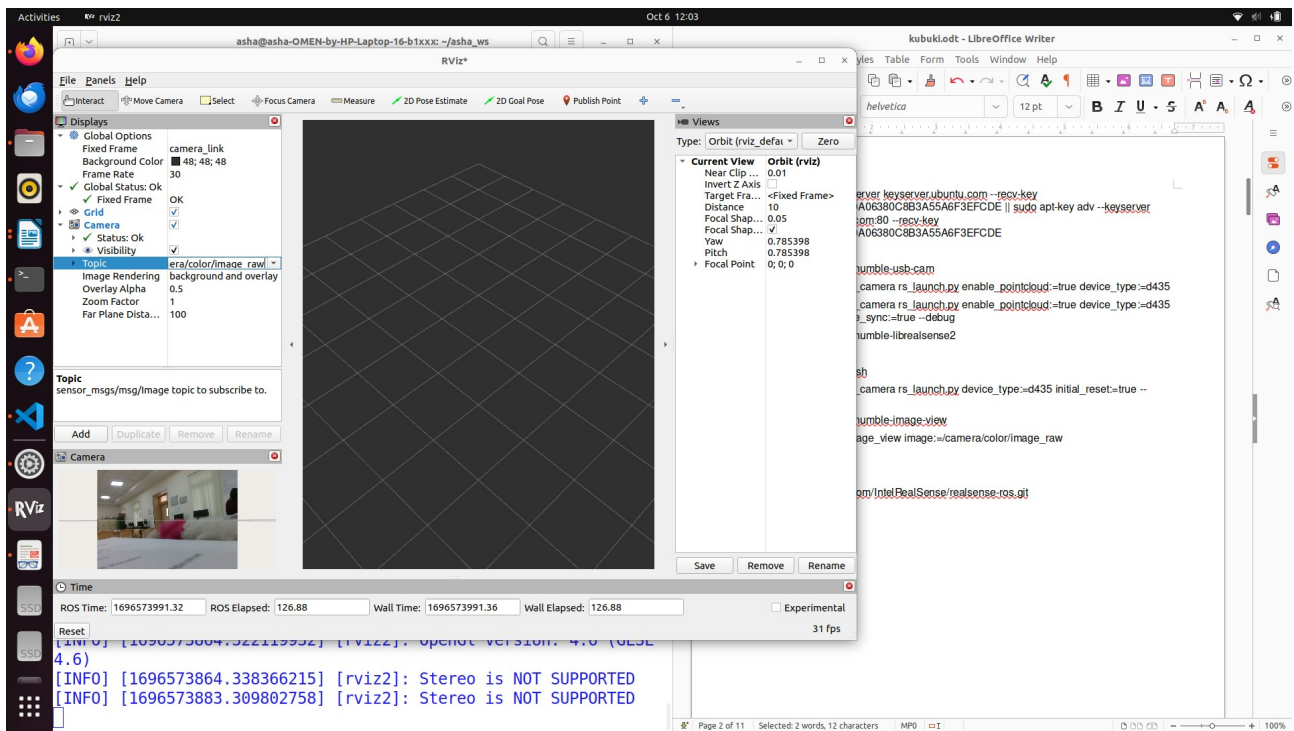 Activities
RViz rviz2
Oct 6 12:03
asha@asha-OMEN-by-HP-Laptop-16-b1xxx: ~/asha_ws
kubuki.odt - LibreOffice Writer
RViz*
yles Table Form Tools Window Help
File Panels Help
Interact Move Camera Select Focus Camera Measure 2D Pose Estimate 2D Goal Pose Publish Point
helvetica
12 pt
Displays
Global Options
Fixed Frame camera_link
Background Color 48; 48; 48
Frame Rate 30
Global Status: Ok
Fixed Frame OK
Grid
Camera
Status: Ok
Visibility
Topic era/color/image_raw
Image Rendering background and overlay
Overlay Alpha 0.5
Zoom Factor 1
Far Plane Dista... 100
Topic
sensor_msgs/msg/Image topic to subscribe to.
Add Duplicate Remove Rename
Camera
Views
Type: Orbit (rviz_defau Zero
Current View Orbit (rviz)
Near Clip ... 0.01
Invert Z Axis
Target Fra... <Fixed Frame>
Distance 10
Focal Shap... 0.05
Focal Shap...
Yaw 0.785398
Pitch 0.785398
Focal Point 0; 0; 0
Save Remove Rename
Time
ROS Time: 1696573991.32 ROS Elapsed: 126.88 Wall Time: 1696573991.36 Wall Elapsed: 126.88 Experimental
Reset
31 fps
erver keyserver.ubuntu.com --recv-key
A06380C8B3A55A6F3EFCDE || sudo apt-key adv --keyserver
com:80 --recv-key
A06380C8B3A55A6F3EFCDE
humble-usb-cam
_camera rs_launch.py enable_pointcloud:=true device_type:=d435
_camera rs_launch.py enable_pointcloud:=true device_type:=d435
e_sync:=true --debug
humble-librealsense2
sh
_camera rs_launch.py device_type:=d435 initial_reset:=true --
humble-image-view
age_view image:=/camera/color/image_raw
om/IntelRealSense/realsense-ros.git
4.6)
[INFO] [1696573864.338366215] [rviz2]: Stereo is NOT SUPPORTED
[INFO] [1696573883.309802758] [rviz2]: Stereo is NOT SUPPORTED
Page 2 of 11 Selected: 2 words, 12 characters MP0 100%
RViz
SSD
SSD